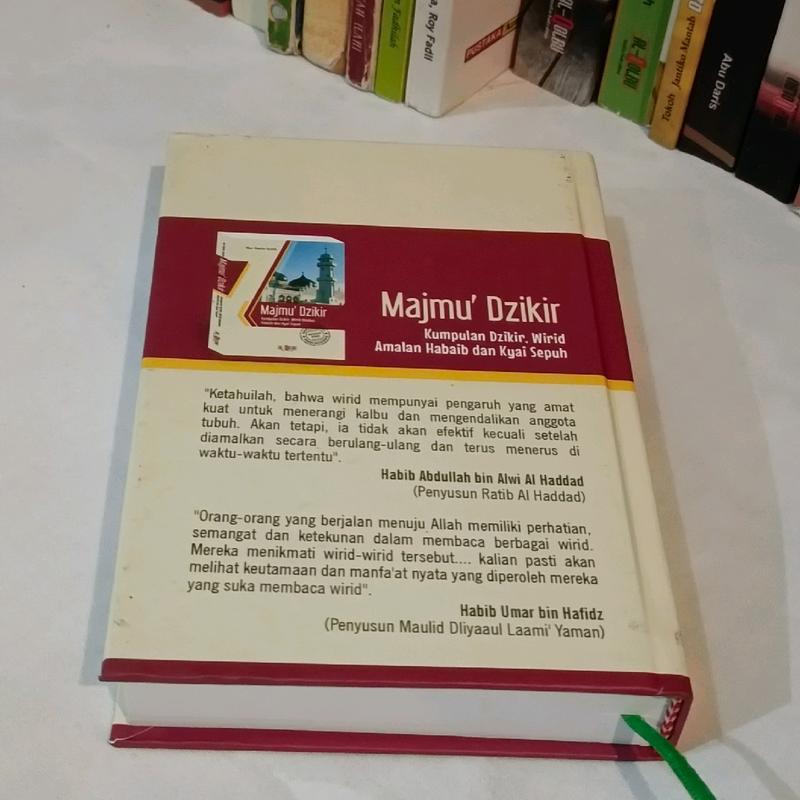 Roy Fadli
PUSTAKA
AL-
Tokoh
Jantiko Mantab
Abu Daris
Majmu' Dzikir
Majmu' Dzikir
Kumpulan Dzikir, Wirid
Amalan Habaib dan Kyai Sepuh
"Ketahuilah, bahwa wirid mempunyai pengaruh yang amat
kuat untuk menerangi kalbu dan mengendalikan anggota
tubuh. Akan tetapi, ia tidak akan efektif kecuali setelah
diamalkan secara berulang-ulang dan terus menerus di
waktu-waktu tertentu".
Habib Abdullah bin Alwi Al Haddad
(Penyusun Ratib Al Haddad)
"Orang-orang yang berjalan menuju Allah memiliki perhatian,
semangat dan ketekunan dalam membaca berbagai wirid.
Mereka menikmati wirid-wirid tersebut.... kalian pasti akan
melihat keutamaan dan manfa'at nyata yang diperoleh mereka
yang suka membaca wirid".
Habib Umar bin Hafidz
(Penyusun Maulid Dliyaaul Laami' Yaman)